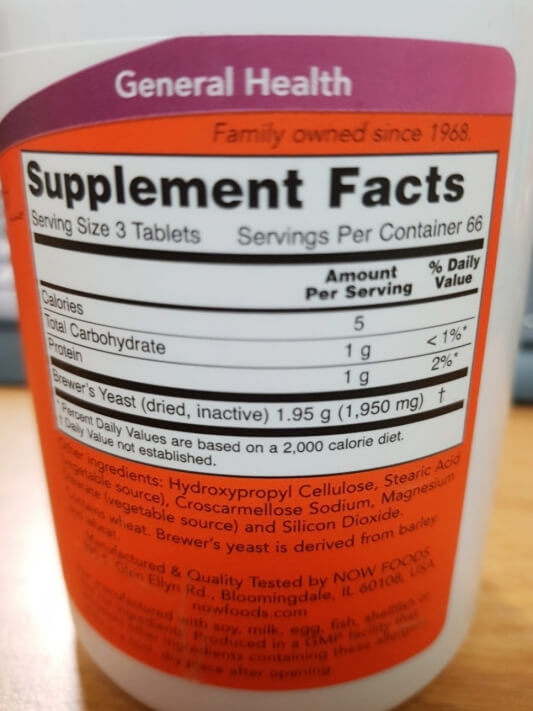 General Health
Family owned since 1968.
Supplement Facts
Serving Size 3 Tablets Servings Per Container 66
Amount Per Serving % Daily Value
Calories 5
Total Carbohydrate 1 g < 1%*
Protein 1 g 2%*
Brewer's Yeast (dried, inactive) 1.95 g (1,950 mg) †
* Percent Daily Values are based on a 2,000 calorie diet.
† Daily Value not established.
Other ingredients: Hydroxypropyl Cellulose, Stearic Acid
(vegetable source), Croscarmellose Sodium, Magnesium
Stearate (vegetable source) and Silicon Dioxide.
Contains wheat. Brewer's yeast is derived from barley
and wheat.
Manufactured & Quality Tested by NOW FOODS
Glen Ellyn Rd., Bloomingdale, IL 60108, USA
nowfoods.com
manufactured with soy, milk, egg, fish, shellfish or
ingredients. Produced in a GMP facility that
other ingredients containing these allergens.
dry place after opening.